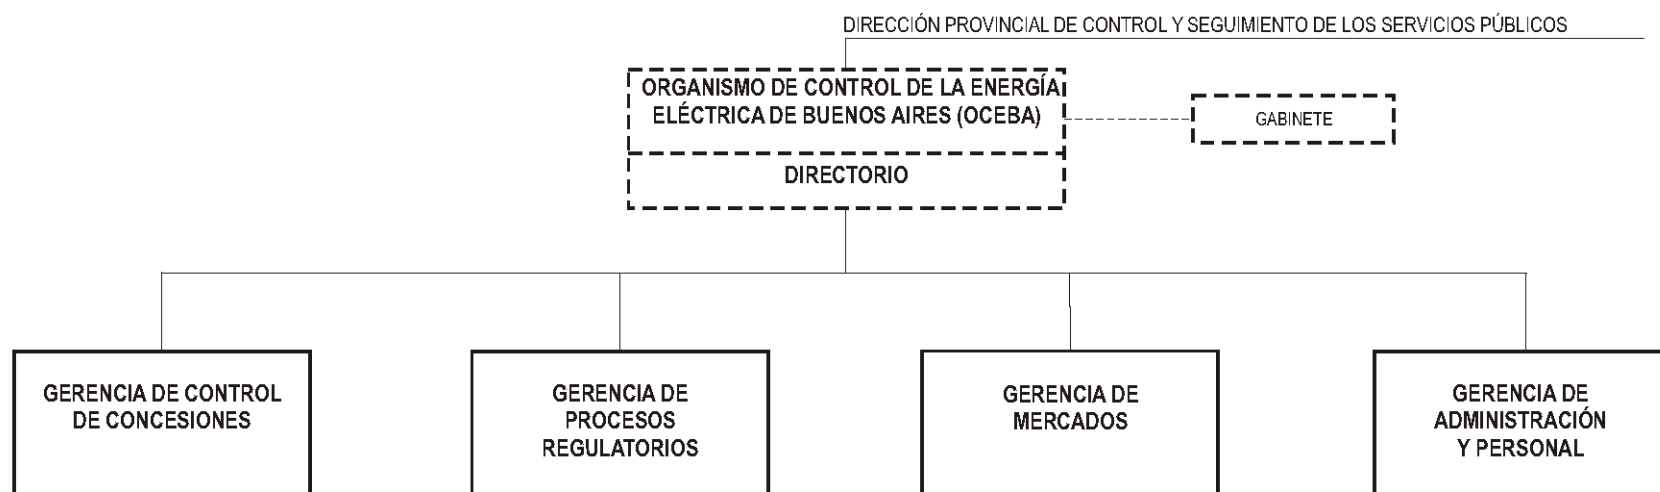 DIRECCIÓN PROVINCIAL DE CONTROL Y SEGUIMIENTO DE LOS SERVICIOS PÚBLICOS
ORGANISMO DE CONTROL DE LA ENERGÍA
ELÉCTRICA DE BUENOS AIRES (OCEBA)
GABINETE
DIRECTORIO
GERENCIA DE CONTROL
DE CONCESIONES
GERENCIA DE
PROCESOS
REGULATORIOS
GERENCIA DE
MERCADOS
GERENCIA DE
ADMINISTRACIÓN
Y PERSONAL